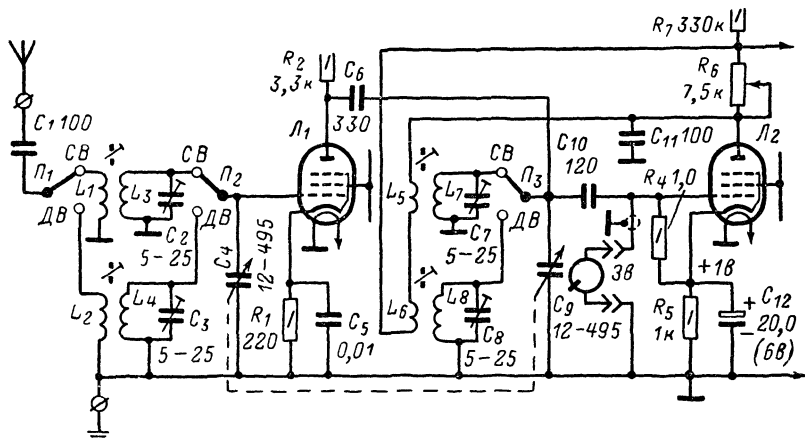 R₇ 330к
R₂
3,3к
C₆
330
R₆
7,5к
C₁ 100
П₁
СВ
ДВ
L₁
L₃
СВ
П₂
ДВ
C₂
5-25
L₂
L₄
C₃
5-25
C₄
12-495
Л₁
R₁
220
C₅
0,01
L₅
L₆
L₇
СВ
П₃
ДВ
C₇
5-25
L₈
C₈
5-25
C₁₀
120
C₁₁ 100
Л₂
R₄ 1,0
Зв
C₉
12-495
+1в
R₅
1к
+ C₁₂
- 20,0
(6В)